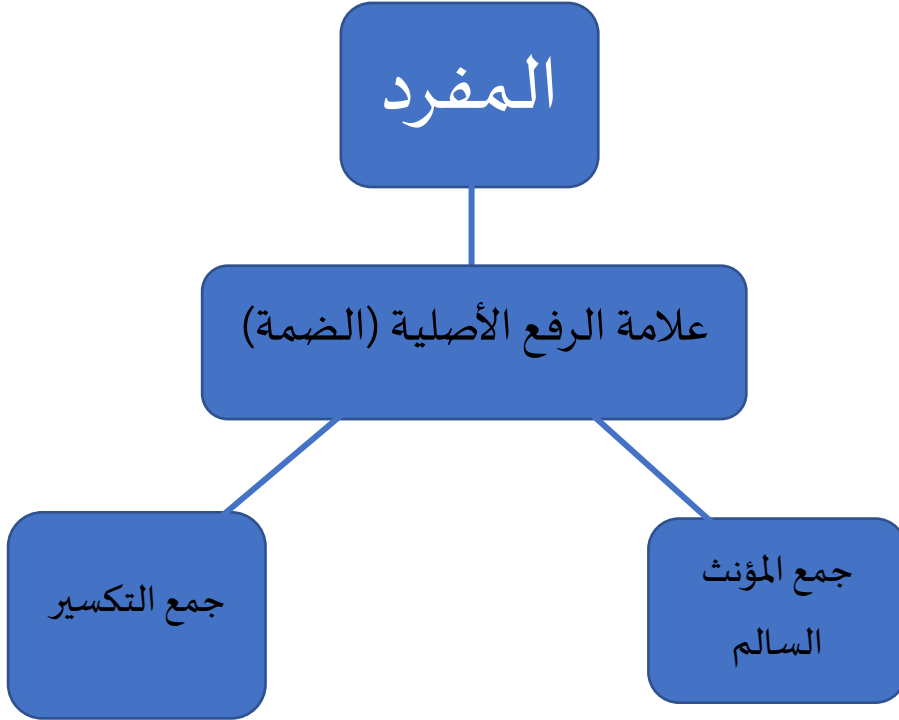 المفرد
علامة الرفع الأصلية (الضمة)
جمع المؤنث
السالم
جمع التكسير